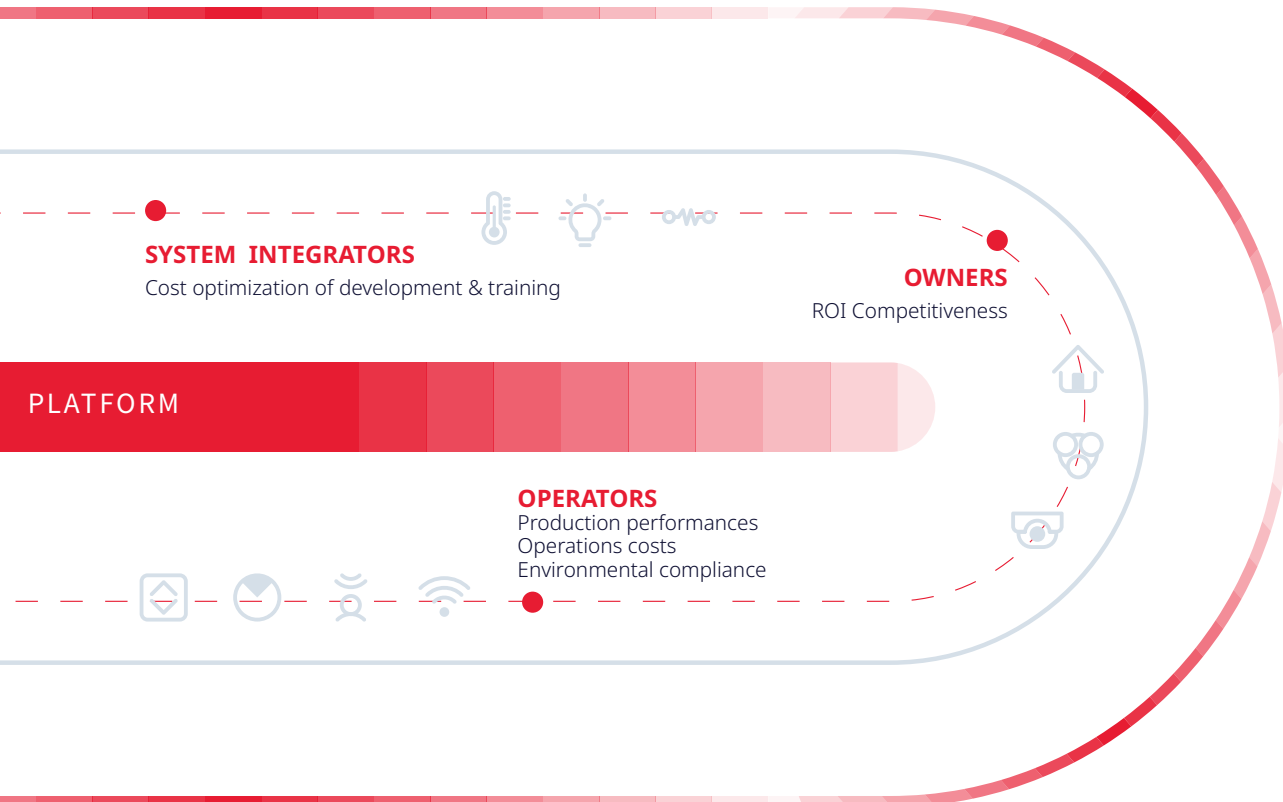 SYSTEM INTEGRATORS
Cost optimization of development & training
OWNERS
ROI Competitiveness
PLATFORM
OPERATORS
Production performances
Operations costs
Environmental compliance